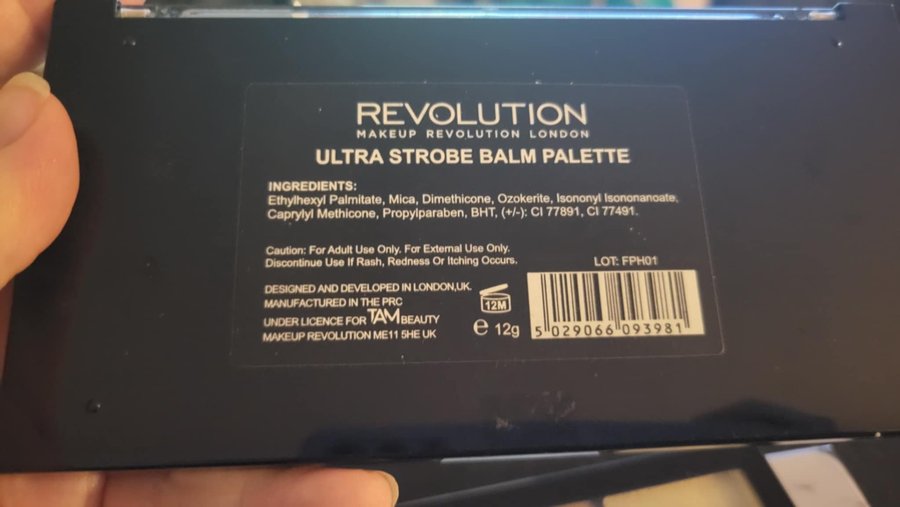 REVOLUTION
MAKEUP REVOLUTION LONDON
ULTRA STROBE BALM PALETTE
INGREDIENTS:
Ethylhexyl Palmitate, Mica, Dimethicone, Ozokerite, Isononyl Isononanoate,
Caprylyl Methicone, Propylparaben, BHT, (+/-): CI 77891, CI 77491.
Caution: For Adult Use Only. For External Use Only.
Discontinue Use If Rash, Redness Or Itching Occurs.
LOT: FPH01
DESIGNED AND DEVELOPED IN LONDON,UK.
MANUFACTURED IN THE PRC
UNDER LICENCE FOR TAM BEAUTY
MAKEUP REVOLUTION ME11 5HE UK
12M
e 12g
5 029066 093981